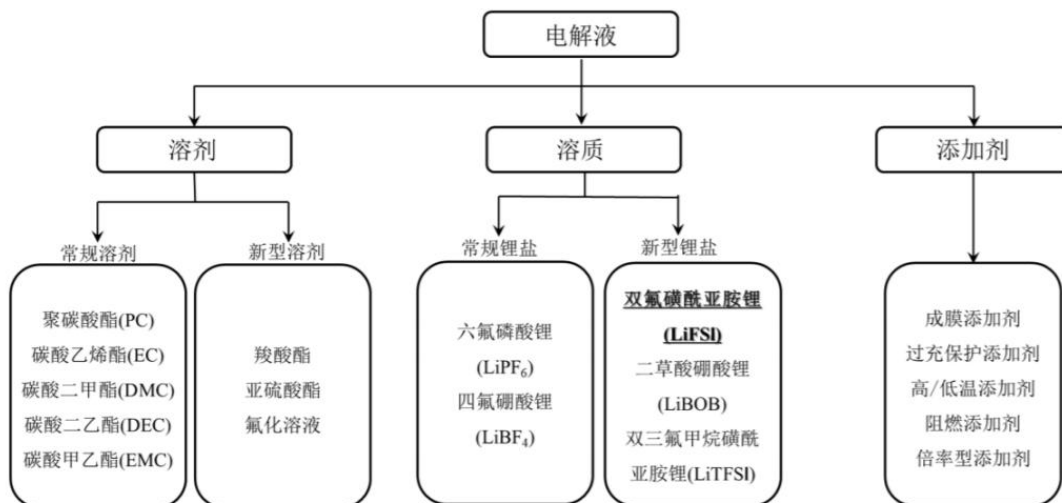 电解液
溶剂
溶质
添加剂
常规溶剂
聚碳酸酯(PC)
碳酸乙烯酯(EC)
碳酸二甲酯(DMC)
碳酸二乙酯(DEC)
碳酸甲乙酯(EMC)
新型溶剂
羧酸酯
亚硫酸酯
氟化溶液
常规锂盐
六氟磷酸锂
(LiPF₆)
四氟硼酸锂
(LiBF₄)
新型锂盐
双氟磺酰亚胺锂
(LiFSI)
二草酸硼酸锂
(LiBOB)
双三氟甲烷磺酰
亚胺锂(LiTFSI)
成膜添加剂
过充保护添加剂
高/低温添加剂
阻燃添加剂
倍率型添加剂